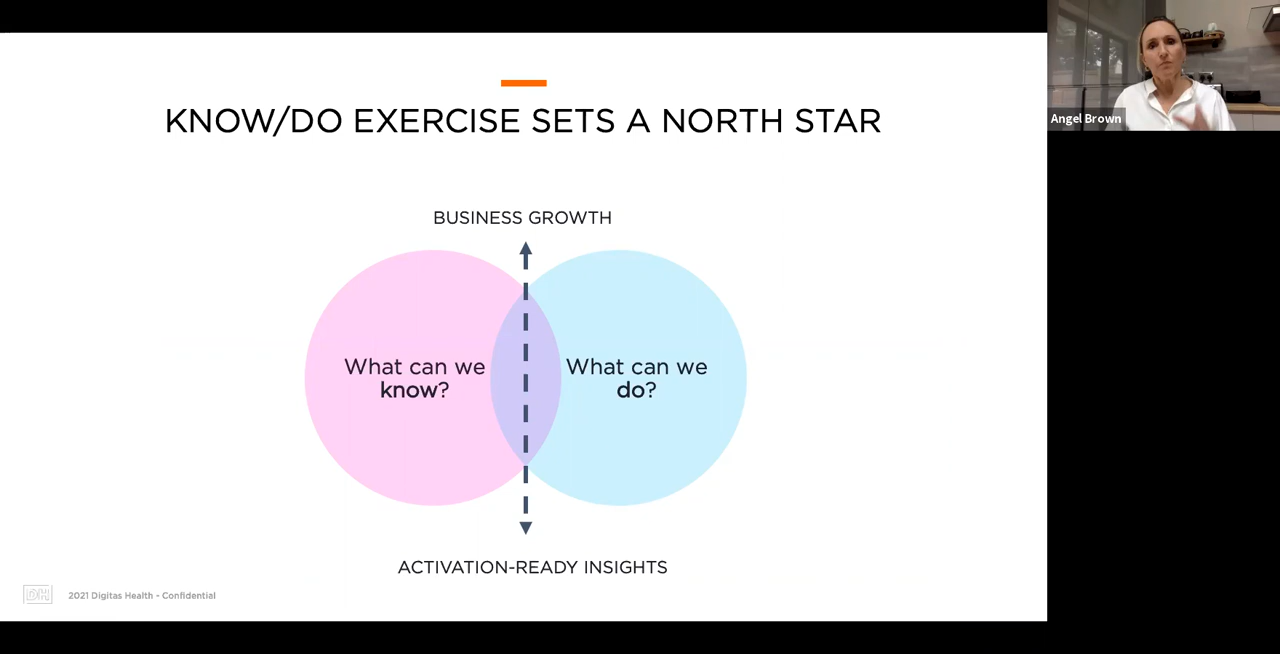 KNOW/DO EXERCISE SETS A NORTH STAR
BUSINESS GROWTH
What can we
know?
What can we
do?
ACTIVATION-READY INSIGHTS
DH
2021 Digitas Health - Confidential
Angel Brown